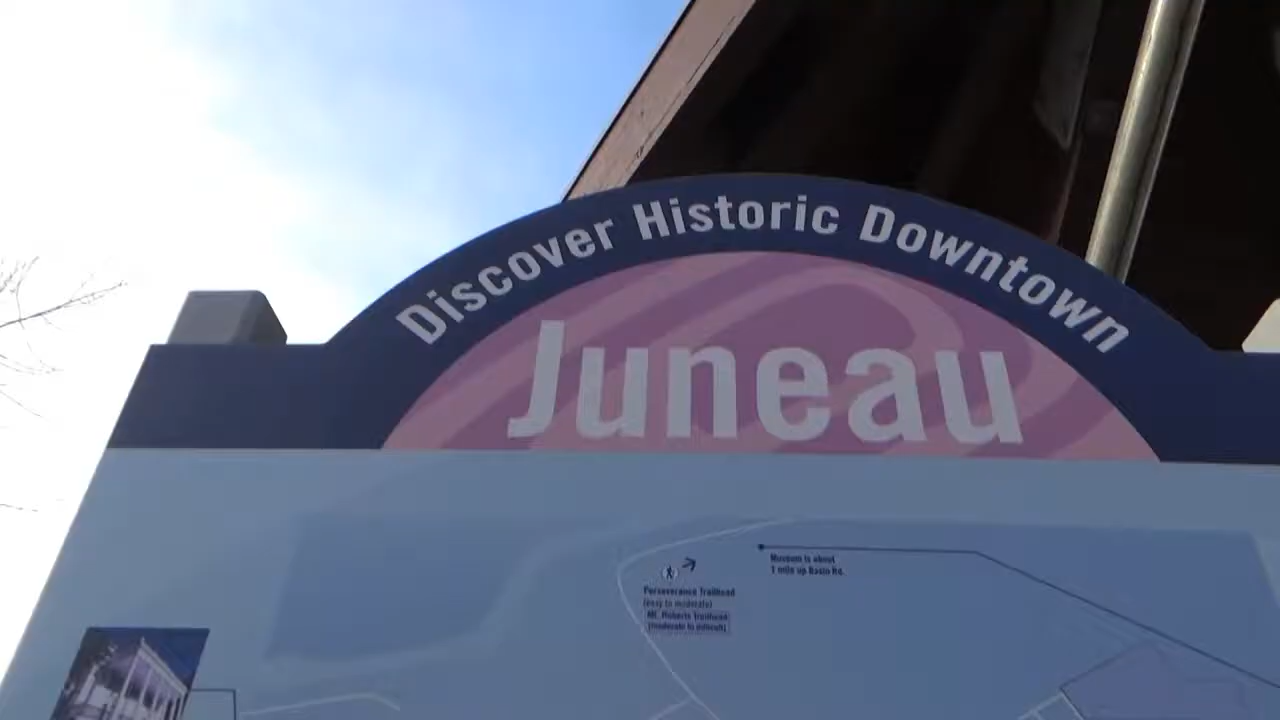 Discover Historic Downtown
Juneau
Museum is about
1 mile up Basin Rd.
Perseverance Trailhead
(easy to moderate)
Mt. Roberts Trailhead
(moderate to difficult)